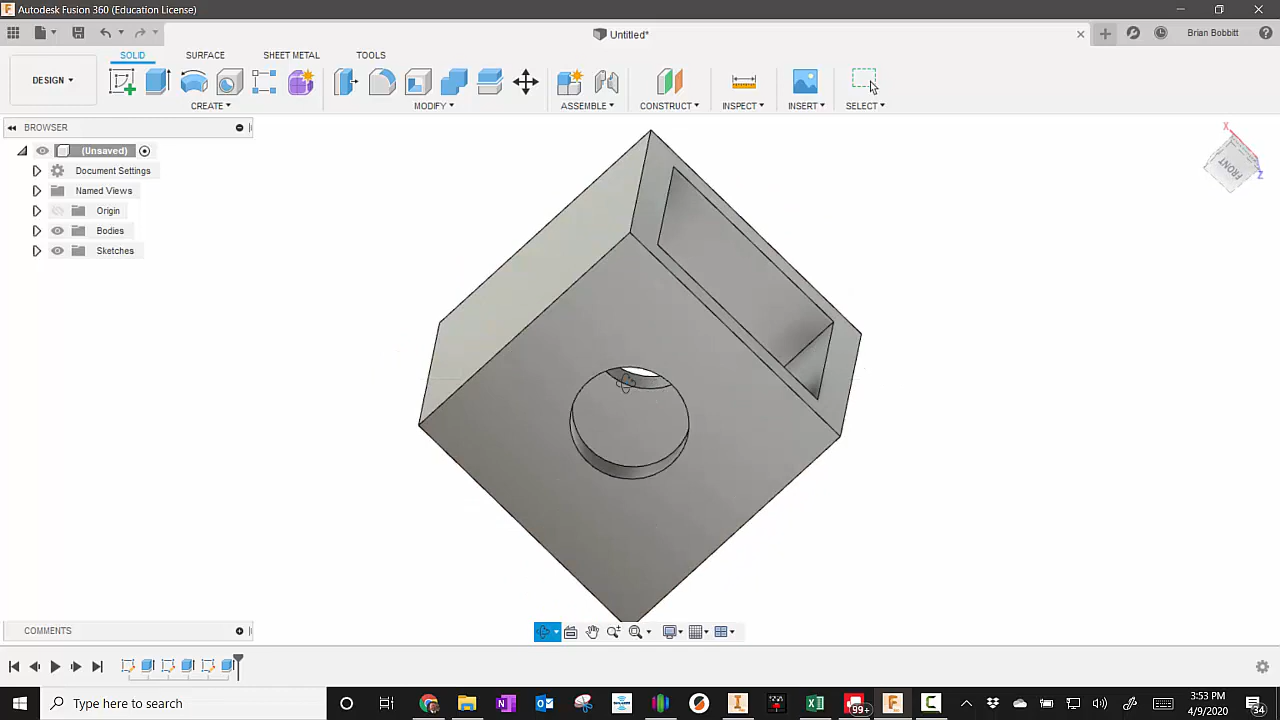 Autodesk Fusion 360 (Education License)
Untitled*
Brian Bobbitt
SOLID SURFACE SHEET METAL TOOLS
DESIGN
CREATE MODIFY ASSEMBLE CONSTRUCT INSPECT INSERT SELECT
BROWSER
(Unsaved)
Document Settings
Named Views
Origin
Bodies
Sketches
X
FRONT
Z
COMMENTS
Type here to search
99+
3:53 PM
4/9/2020
34